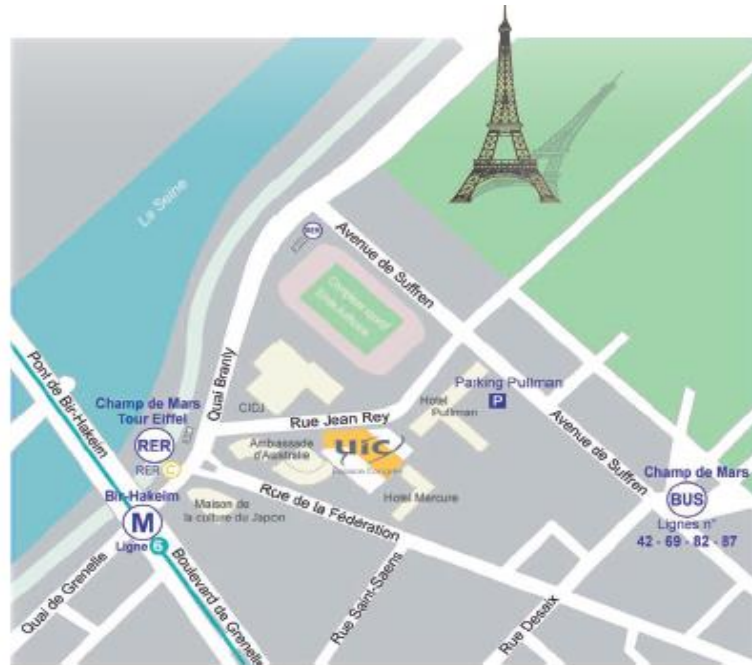 La Seine
RER
Avenue de Suffren
Pont de Bir-Hakeim
Quai Branly
Champ de Mars
Tour Eiffel
RER
RER C
CIDJ
Rue Jean Rey
Hotel
Pullman
Parking Pullman
P
Avenue de Suffren
Ambassade
d'Australie
uic
Espace Congrès
Hotel Mercure
Champ de Mars
BUS
Lignes n°
42 - 69 - 82 - 87
Bir-Hakeim
M
Ligne 6
Maison de
la culture du Japon
Rue de la Fédération
Quai de Grenelle
Boulevard de Grenelle
Rue Saint-Saens
Rue Desaix